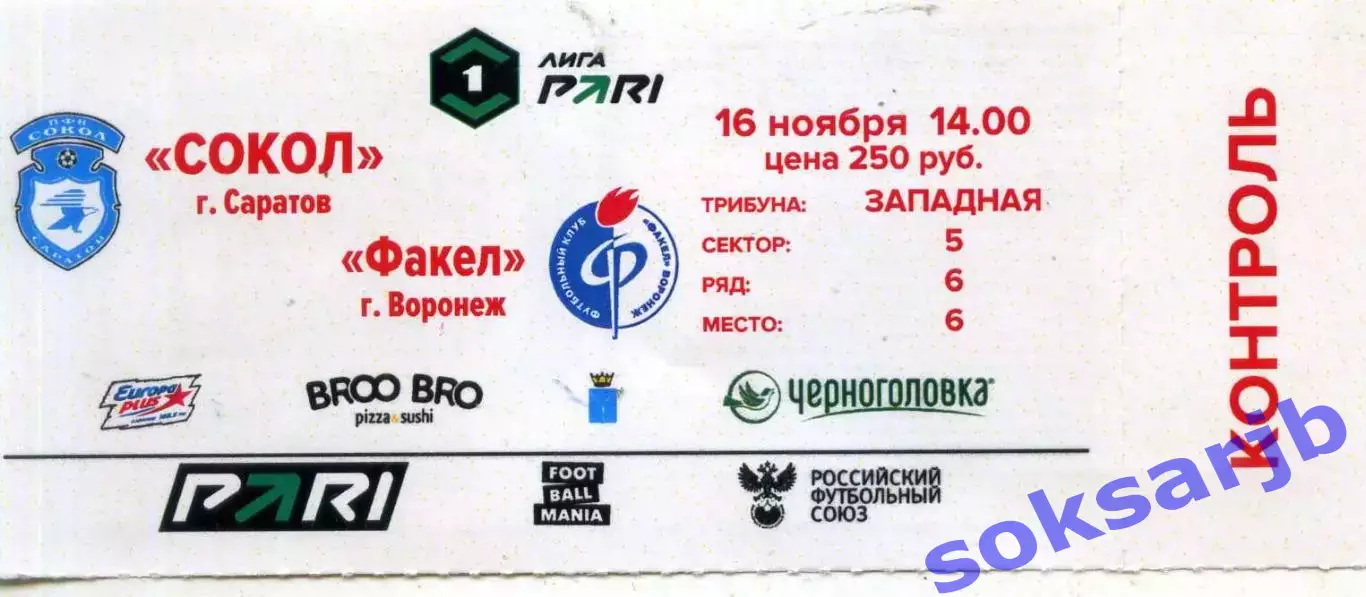 1
ЛИГА
PARI
ПФК
СОКОЛ
САРАТОВ
«СОКОЛ»
г. Саратов
«Факел»
г. Воронеж
ФУТБОЛЬНЫЙ КЛУБ
«ФАКЕЛ» ВОРОНЕЖ
Ф
16 ноября 14.00
цена 250 руб.
ТРИБУНА: ЗАПАДНАЯ
СЕКТОР: 5
РЯД: 6
МЕСТО: 6
КОНТРОЛЬ
Европа
PLUS
BROO BRO
pizza&sushi
ЧЕРНОГОЛОВКА®
PARI
FOOT
BALL
MANIA
РОССИЙСКИЙ
ФУТБОЛЬНЫЙ
СОЮЗ
soksarjb